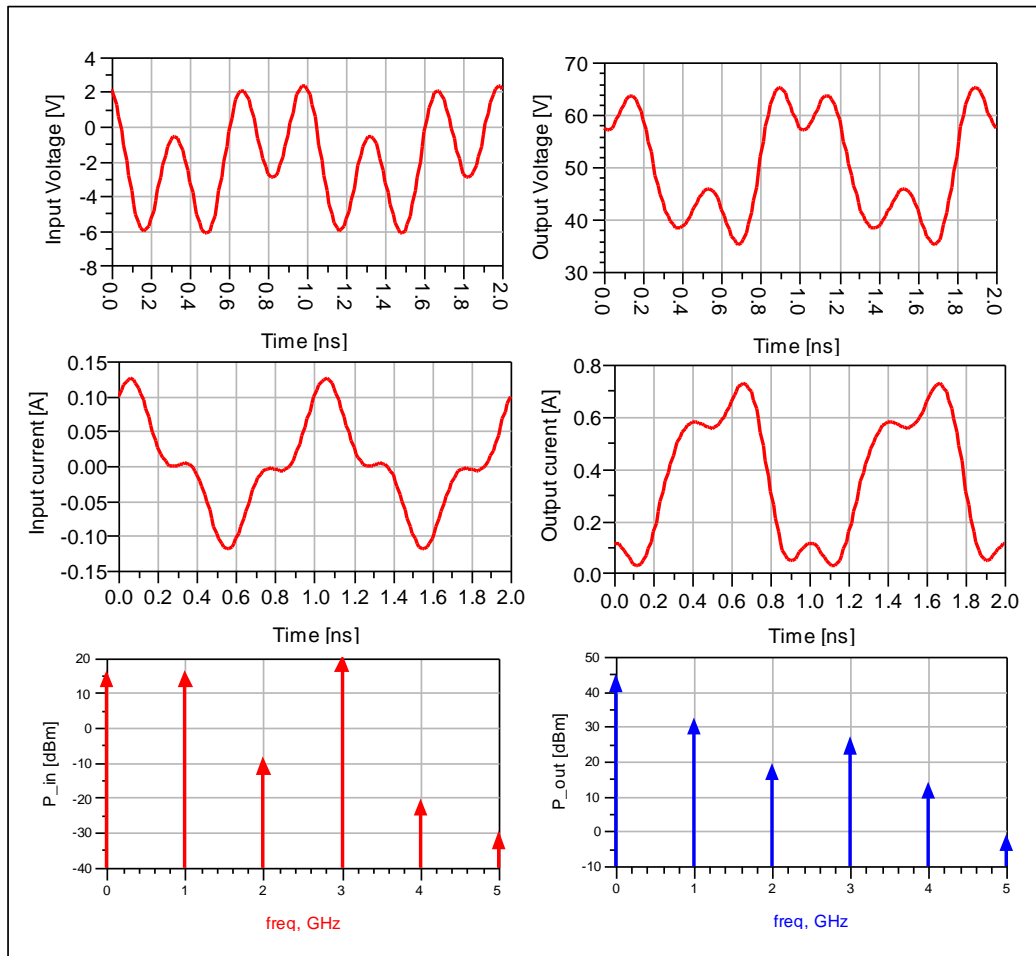 Input Voltage [V]
4
2
0
-2
-4
-6
-8
0.0 0.2 0.4 0.6 0.8 1.0 1.2 1.4 1.6 1.8 2.0
Time [ns]
Output Voltage [V]
70
60
50
40
30
0.0 0.2 0.4 0.6 0.8 1.0 1.2 1.4 1.6 1.8 2.0
Time [ns]
Input current [A]
0.15
0.10
0.05
0.00
-0.05
-0.10
-0.15
0.0 0.2 0.4 0.6 0.8 1.0 1.2 1.4 1.6 1.8 2.0
Time [ns]
Output current [A]
0.8
0.6
0.4
0.2
0.0
0.0 0.2 0.4 0.6 0.8 1.0 1.2 1.4 1.6 1.8 2.0
Time [ns]
P_in [dBm]
20
10
0
-10
-20
-30
-40
0 1 2 3 4 5
freq, GHz
P_out [dBm]
50
40
30
20
10
0
-10
0 1 2 3 4 5
freq, GHz